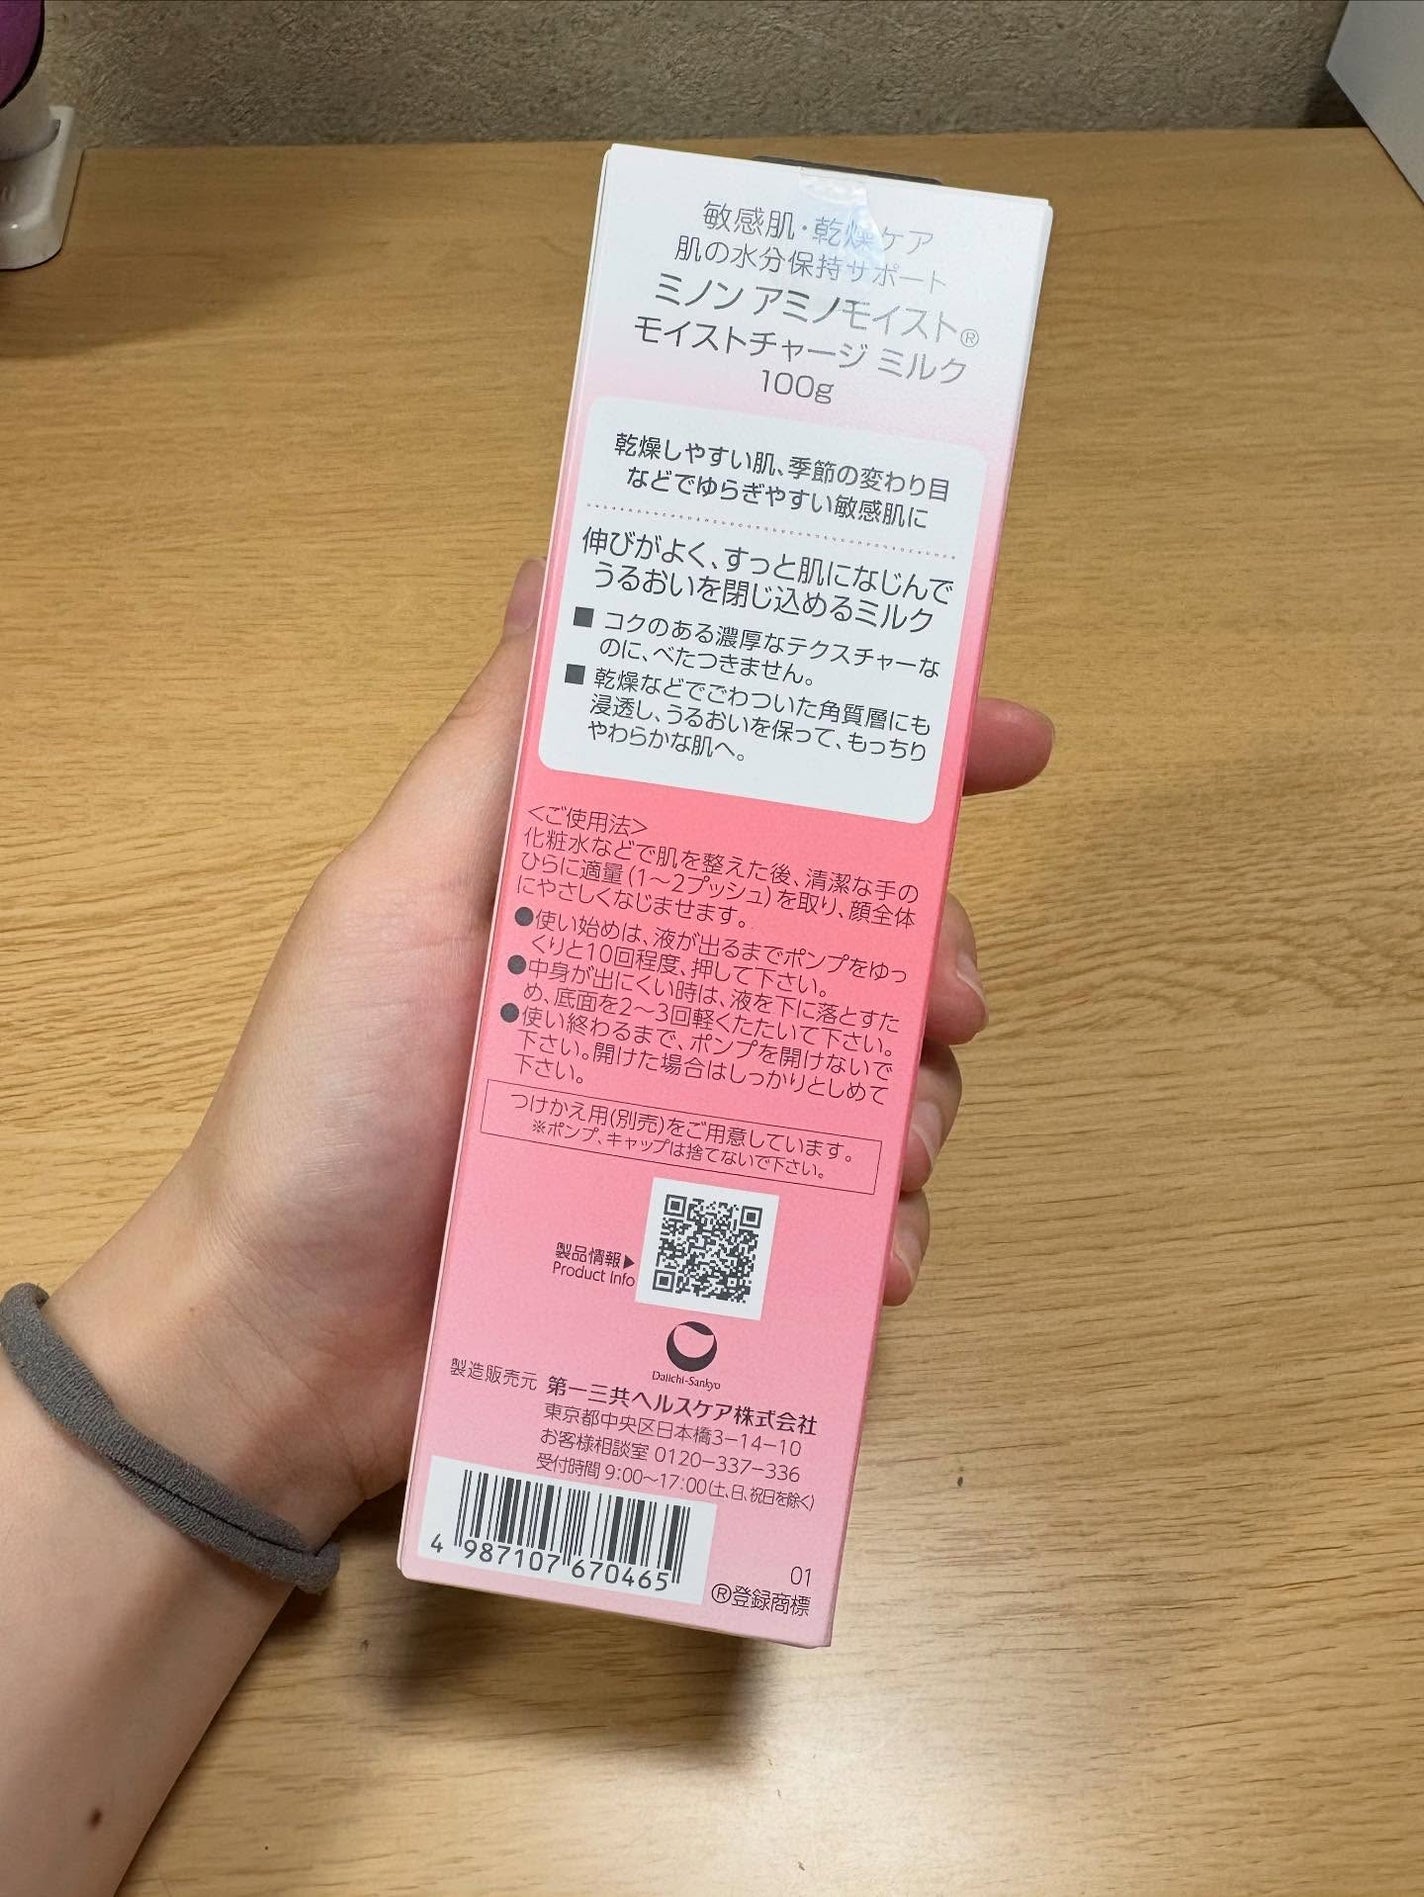 敏感肌・乾燥ケア
肌の水分保持サポート
ミノン アミノモイスト®
モイストチャージ ミルク
100g
乾燥しやすい肌、季節の変わり目
などでゆらぎやすい敏感肌に
伸びがよく、すっと肌になじんで
うるおいを閉じ込めるミルク
■ コクのある濃厚なテクスチャーな
のに、べたつきません。
■ 乾燥などでごわついた角質層にも
浸透し、うるおいを保って、もっちり
やわらかな肌へ。
＜ご使用法＞
化粧水などで肌を整えた後、清潔な手の
ひらに適量(1～2プッシュ)を取り、顔全体
にやさしくなじませます。
●使い始めは、液が出るまでポンプをゆっ
くりと10回程度、押して下さい。
●中身が出にくい時は、液を下に落とすた
め、底面を2～3回軽くたたいて下さい。
●使い終わるまで、ポンプを開けないで
下さい。開けた場合はしっかりとしめて
下さい。
つけかえ用(別売)をご用意しています。
※ポンプ、キャップは捨てないで下さい。
製品情報▶
Product Info
Daiichi-Sankyo
製造販売元 第一三共ヘルスケア株式会社
東京都中央区日本橋3-14-10
お客様相談室 0120-337-336
受付時間 9:00～17:00(土、日、祝日を除く)
4 987107 670465
01
®登録商標